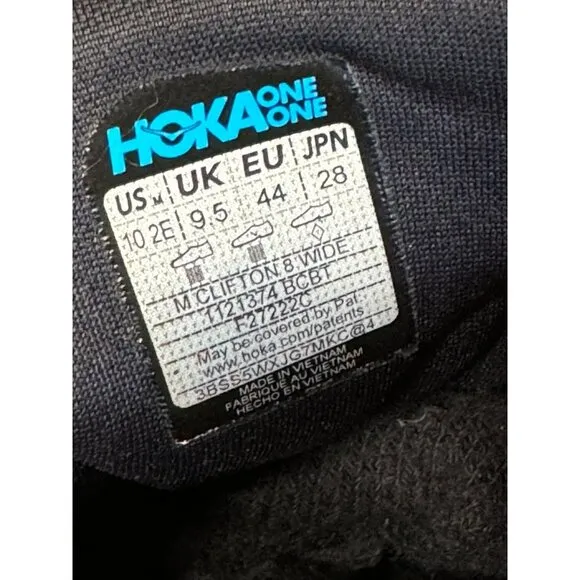 HOKA ONE ONE
US M UK EU JPN
10 2E 9.5 44 28
M CLIFTON 8 WIDE
1121374 BCBT
F27222C
May be covered by Pat.
www.hoka.com/patents
3BSS5WXJG7MKC@4
MADE IN VIETNAM
FABRIQUÉ AU VIETNAM
HECHO EN VIETNAM